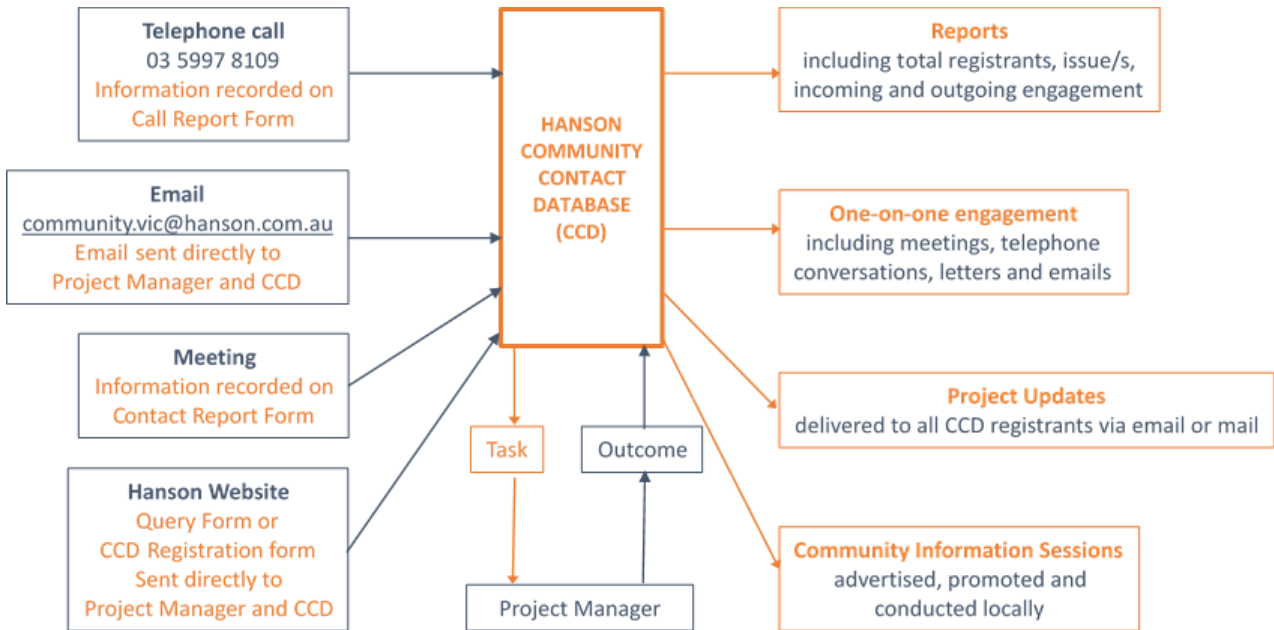 Telephone call
03 5997 8109
Information recorded on
Call Report Form
Email
community.vic@hanson.com.au
Email sent directly to
Project Manager and CCD
Meeting
Information recorded on
Contact Report Form
Hanson Website
Query Form or
CCD Registration form
Sent directly to
Project Manager and CCD
HANSON
COMMUNITY
CONTACT
DATABASE
(CCD)
Task
Outcome
Project Manager
Reports
including total registrants, issue/s,
incoming and outgoing engagement
One-on-one engagement
including meetings, telephone
conversations, letters and emails
Project Updates
delivered to all CCD registrants via email or mail
Community Information Sessions
advertised, promoted and
conducted locally